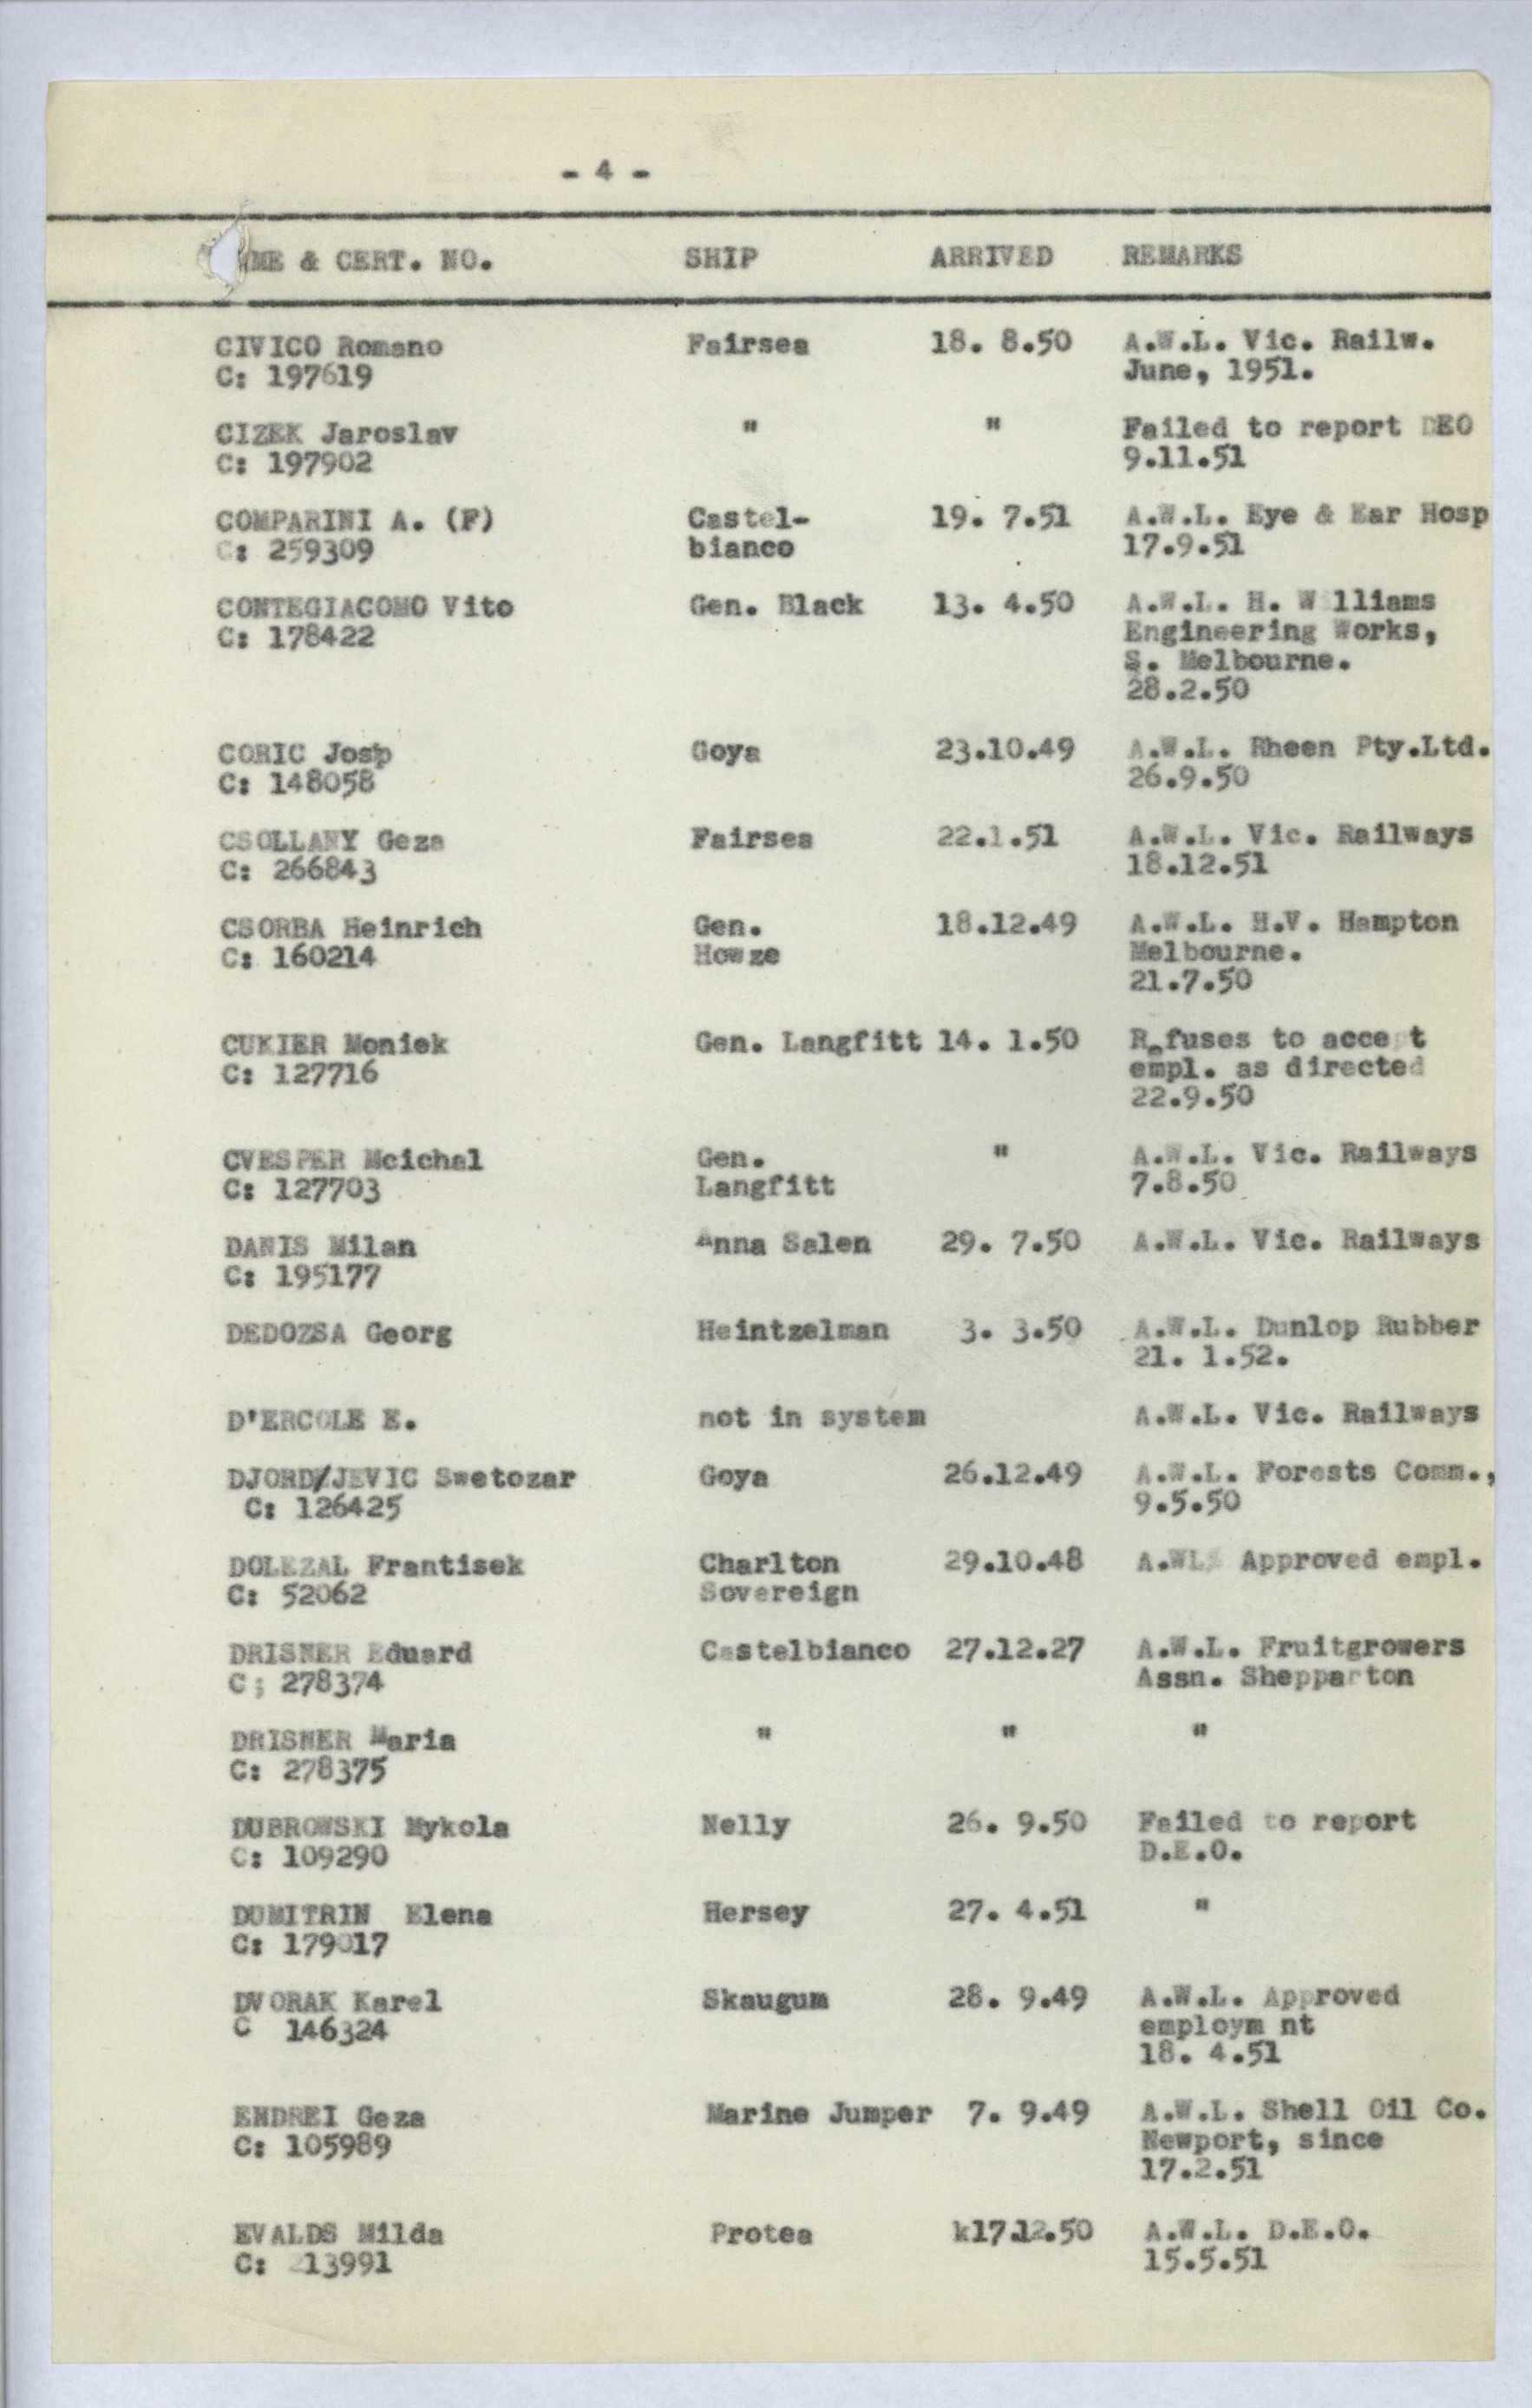 - 4 -
ME & CERT. NO. SHIP ARRIVED REMARKS
CIVICO Romano Fairsea 18. 8.50 A.W.L. Vic. Railw.
C: 197619 June, 1951.
CIZEK Jaroslav " " Failed to report DEO
C: 197902 9.11.51
COMPARINI A. (F) Castel- 19. 7.51 A.W.L. Eye & Ear Hosp
C: 259309 bianco 17.9.51
CONTEGIACOMO Vito Gen. Black 13. 4.50 A.W.L. H. Williams
C: 178422 Engineering Works,
S. Melbourne.
28.2.50
CORIC Josp Goya 23.10.49 A.W.L. Rheen Pty.Ltd.
C: 148058 26.9.50
CSOLLANY Geza Fairsea 22.1.51 A.W.L. Vic. Railways
C: 266843 18.12.51
CSORBA Heinrich Gen. 18.12.49 A.W.L. H.V. Hampton
C: 160214 Howze Melbourne.
21.7.50
CUKIER Moniek Gen. Langfitt 14. 1.50 Refuses to accept
C: 127716 empl. as directed
22.9.50
CVESPER Mcichal Gen. " A.W.L. Vic. Railways
C: 127703 Langfitt 7.8.50
DANIS Milan Anna Salen 29. 7.50 A.W.L. Vic. Railways
C: 195177
DEDOZSA Georg Heintzelman 3. 3.50 A.W.L. Dunlop Rubber
21. 1.52.
D'ERCOLE E. not in system A.W.L. Vic. Railways
DJORD/JEVIC Swetozar Goya 26.12.49 A.W.L. Forests Comm.,
C: 126425 9.5.50
DOLEZAL Frantisek Charlton 29.10.48 A.WL. Approved empl.
C: 52062 Sovereign
DRISNER Eduard Castelbianco 27.12.27 A.W.L. Fruitgrowers
C; 278374 Assn. Shepparton
DRISNER Maria " " "
C: 278375
DUBROWSKI Mykola Nelly 26. 9.50 Failed to report
C: 109290 D.E.O.
DUMITRIN Elena Hersey 27. 4.51 "
C: 179017
DVORAK Karel Skaugum 28. 9.49 A.W.L. Approved
C 146324 employm nt
18. 4.51
ENDREI Geza Marine Jumper 7. 9.49 A.W.L. Shell Oil Co.
C: 105989 Newport, since
17.2.51
EVALDS Milda Protea k17.12.50 A.W.L. D.E.O.
C: 213991 15.5.51